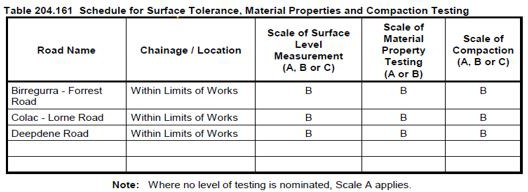 Table 204.161 Schedule for Surface Tolerance, Material Properties and Compaction Testing
Road Name
Chainage / Location
Scale of Surface
Level
Measurement
(A, B or C)
Scale of
Material
Property
Testing
(A or B)
Scale of
Compaction
(A, B or C)
Birregurra - Forrest
Road
Within Limits of Works
B
B
B
Colac - Lorne Road
Within Limits of Works
B
B
B
Deepdene Road
Within Limits of Works
B
B
B
Note: Where no level of testing is nominated, Scale A applies.